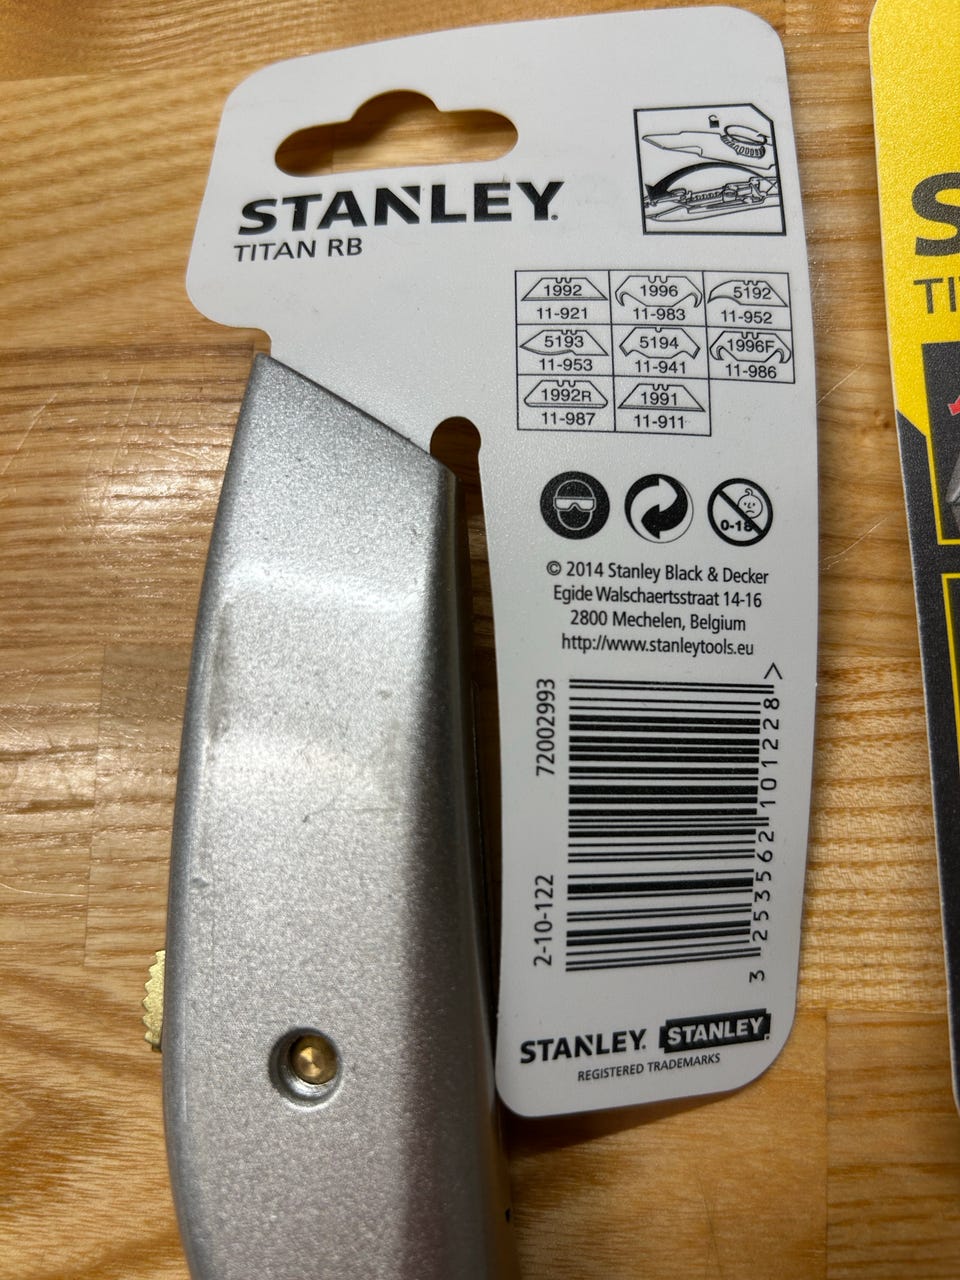 STANLEY.
TITAN RB
1992
11-921
1996
11-983
5192
11-952
5193
11-953
5194
11-941
1996F
11-986
1992R
11-987
1991
11-911
0-18
© 2014 Stanley Black & Decker
Egide Walschaertsstraat 14-16
2800 Mechelen, Belgium
http://www.stanleytools.eu
72002993
2-10-122
3 253562 101228 >
STANLEY. STANLEY.
REGISTERED TRADEMARKS
S
TI